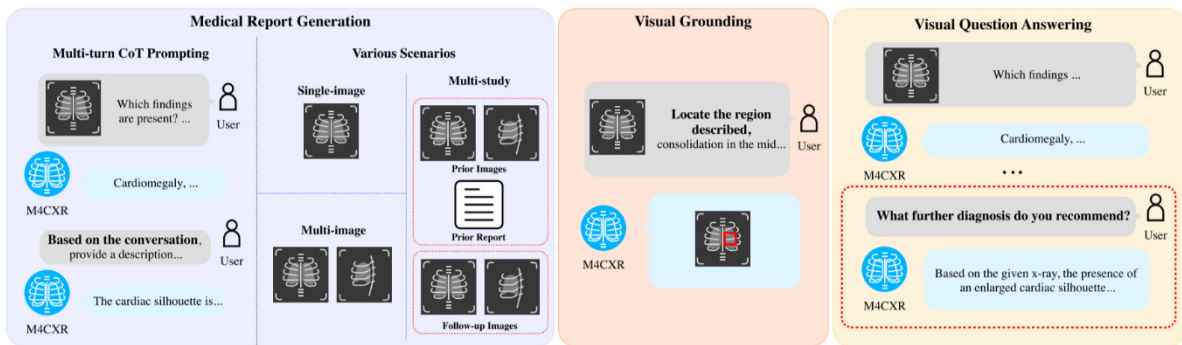 Medical Report Generation
Multi-turn CoT Prompting
Which findings
are present? ...
User
Cardiomegaly, ...
M4CXR
Based on the conversation,
provide a description...
User
The cardiac silhouette is...
M4CXR
Various Scenarios
Single-image
Multi-image
Multi-study
Prior Images
Prior Report
Follow-up Images
Visual Grounding
Locate the region
described,
consolidation in the mid...
User
M4CXR
Visual Question Answering
Which findings ...
User
Cardiomegaly, ...
M4CXR
...
What further diagnosis do you recommend?
User
Based on the given x-ray, the presence of
an enlarged cardiac silhouette...
M4CXR